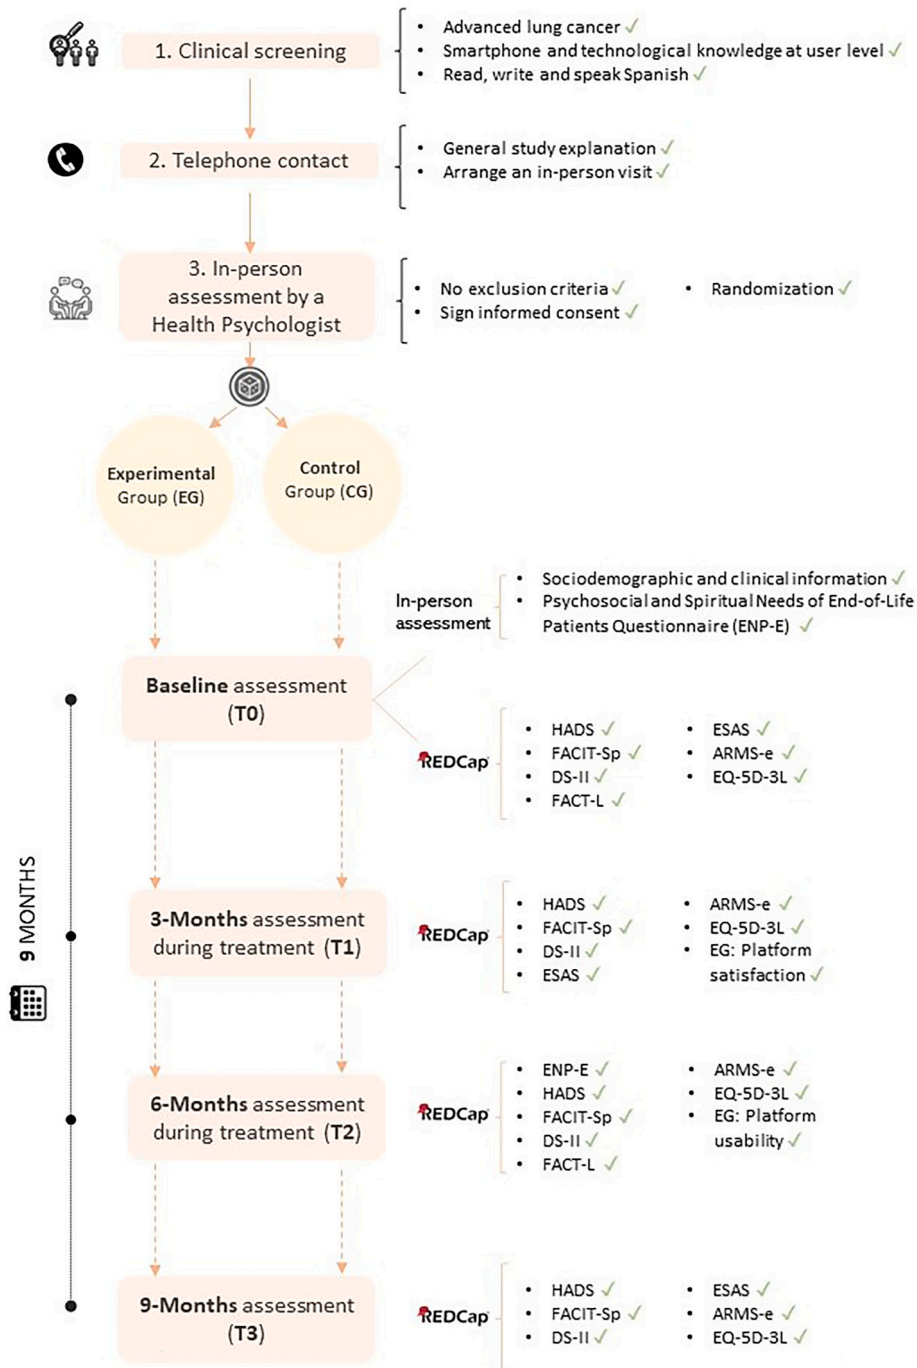 1. Clinical screening
• Advanced lung cancer ✓
• Smartphone and technological knowledge at user level ✓
• Read, write and speak Spanish ✓
2. Telephone contact
• General study explanation ✓
• Arrange an in-person visit ✓
3. In-person
assessment by a
Health Psychologist
• No exclusion criteria ✓
• Sign informed consent ✓
• Randomization ✓
Experimental
Group (EG)
Control
Group (CG)
In-person
assessment
• Sociodemographic and clinical information ✓
• Psychosocial and Spiritual Needs of End-of-Life
Patients Questionnaire (ENP-E) ✓
Baseline assessment
(T0)
REDCap
• HADS ✓
• FACIT-Sp ✓
• DS-II ✓
• FACT-L ✓
• ESAS ✓
• ARMS-e ✓
• EQ-5D-3L ✓
9 MONTHS
3-Months assessment
during treatment (T1)
REDCap
• HADS ✓
• FACIT-Sp ✓
• DS-II ✓
• ESAS ✓
• ARMS-e ✓
• EQ-5D-3L ✓
• EG: Platform
satisfaction ✓
6-Months assessment
during treatment (T2)
REDCap
• ENP-E ✓
• HADS ✓
• FACIT-Sp ✓
• DS-II ✓
• FACT-L ✓
• ARMS-e ✓
• EQ-5D-3L ✓
• EG: Platform
usability ✓
9-Months assessment
(T3)
REDCap
• HADS ✓
• FACIT-Sp ✓
• DS-II ✓
• ESAS ✓
• ARMS-e ✓
• EQ-5D-3L ✓